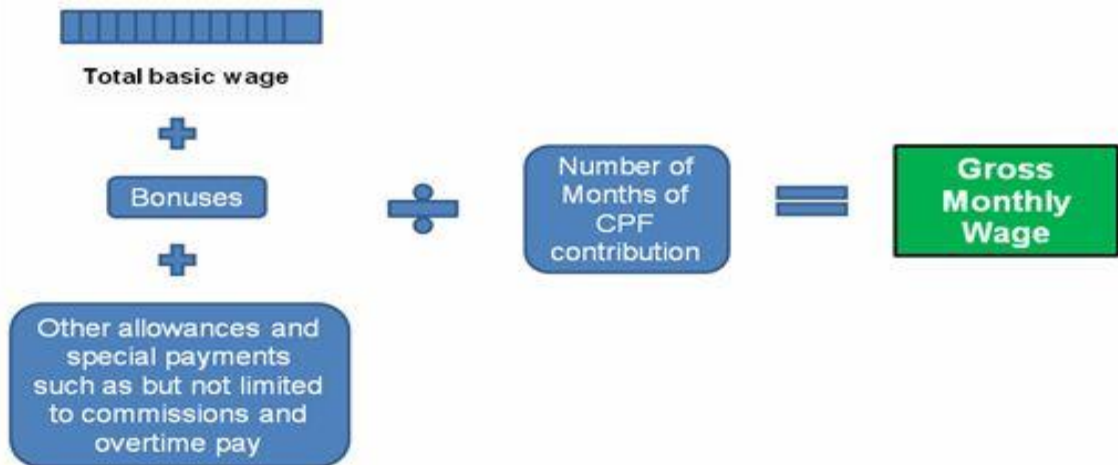 Total basic wage
Bonuses
Other allowances and
special payments
such as but not limited
to commissions and
overtime pay
Number of
Months of
CPF
contribution
Gross
Monthly
Wage